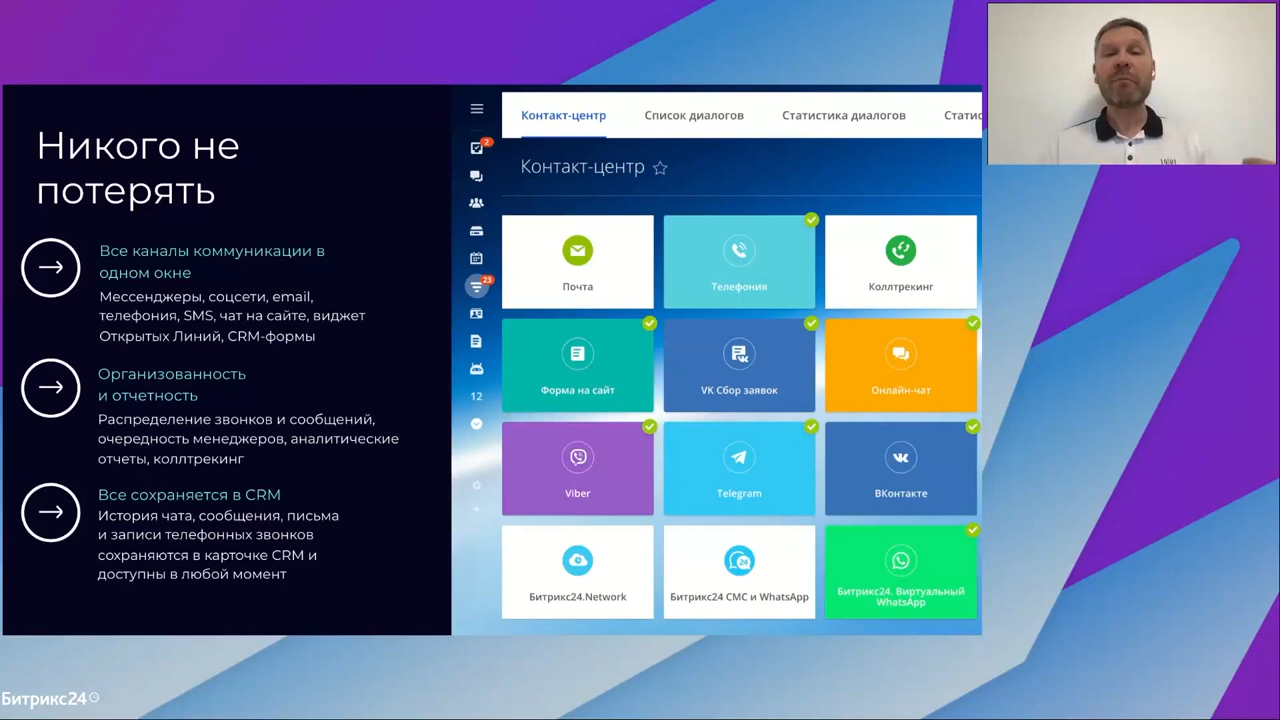 Никого не
потерять
Все каналы коммуникации в
одном окне
Мессенджеры, соцсети, email,
телефония, SMS, чат на сайте, виджет
Открытых Линий, CRM-формы
Организованность
и отчетность
Распределение звонков и сообщений,
очередность менеджеров, аналитические
отчеты, коллтрекинг
Все сохраняется в CRM
История чата, сообщения, письма
и записи телефонных звонков
сохраняются в карточке CRM и
доступны в любой момент
2
23
12
Контакт-центр
Список диалогов
Статистика диалогов
Статис
Контакт-центр
Почта
Телефония
Коллтрекинг
Форма на сайт
VK Сбор заявок
Онлайн-чат
Viber
Telegram
ВКонтакте
Битрикс24.Network
24
Битрикс24 СМС и WhatsApp
Битрикс24. Виртуальный
WhatsApp
Битрикс24